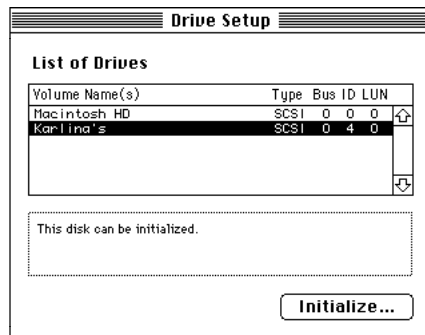 Drive Setup
List of Drives
Volume Name(s) Type Bus ID LUN
Macintosh HD SCSI 0 0 0
Karlina's SCSI 0 4 0
This disk can be initialized.
Initialize...